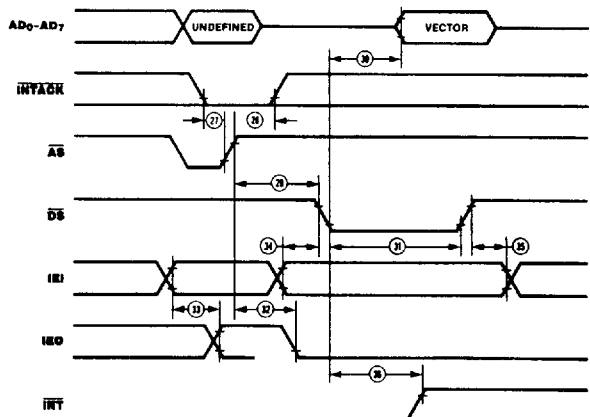 AD0-AD7 UNDEFINED VECTOR
30
INTACK
27 26
AS
29
DS
34 31 35
IEI
33 32
IEO
36
INT